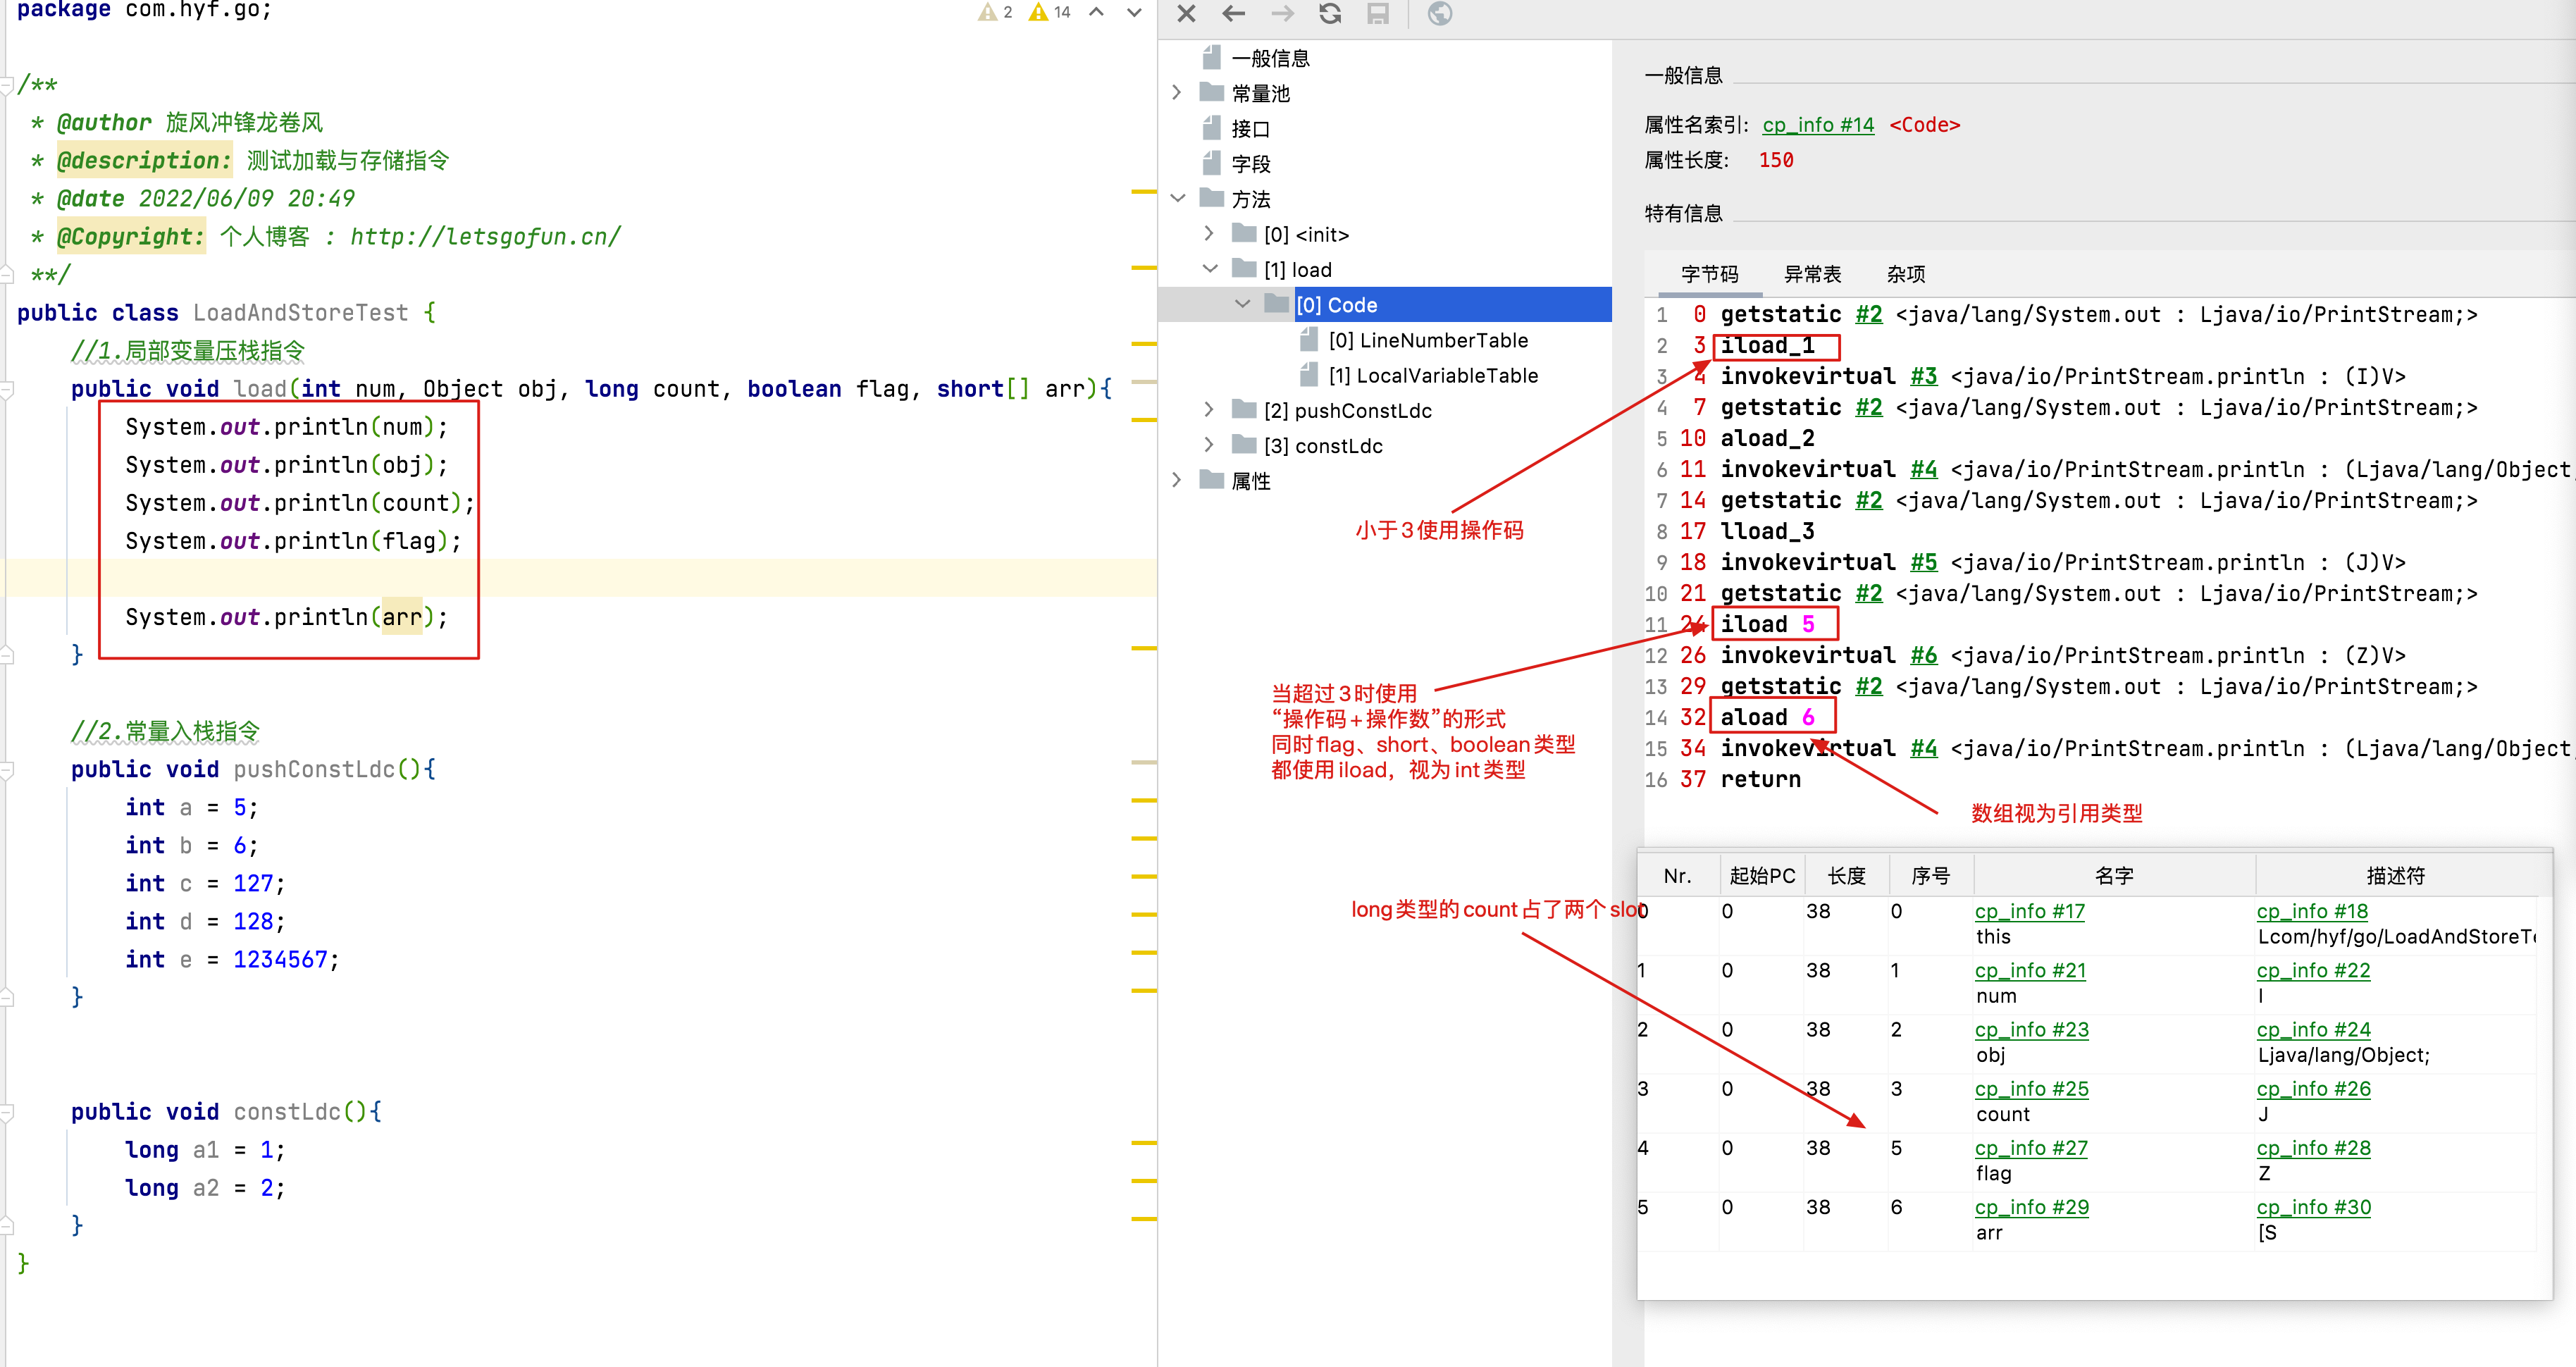 package com.hyf.go;
2 14
/**
* @author 旋风冲锋龙卷风
* @description: 测试加载与存储指令
* @date 2022/06/09 20:49
* @Copyright: 个人博客 : http://letsgofun.cn/
**/
public class LoadAndStoreTest {
//1.局部变量压栈指令
public void load(int num, Object obj, long count, boolean flag, short[] arr){
System.out.println(num);
System.out.println(obj);
System.out.println(count);
System.out.println(flag);
System.out.println(arr);
}
//2.常量入栈指令
public void pushConstLdc(){
int a = 5;
int b = 6;
int c = 127;
int d = 128;
int e = 1234567;
}
public void constLdc(){
long a1 = 1;
long a2 = 2;
}
}
一般信息
常量池
接口
字段
方法
[0] <init>
[1] load
[0] Code
[0] LineNumberTable
[1] LocalVariableTable
[2] pushConstLdc
[3] constLdc
属性
小于3使用操作码
当超过3时使用
“操作码+操作数”的形式
同时flag、short、boolean类型
都使用iload，视为int类型
long类型的count占了两个slot
一般信息
属性名索引: cp_info #14 <Code>
属性长度: 150
特有信息
字节码 异常表 杂项
1 0 getstatic #2 <java/lang/System.out : Ljava/io/PrintStream;>
2 3 iload_1
3 4 invokevirtual #3 <java/io/PrintStream.println : (I)V>
4 7 getstatic #2 <java/lang/System.out : Ljava/io/PrintStream;>
5 10 aload_2
6 11 invokevirtual #4 <java/io/PrintStream.println : (Ljava/lang/Object;
7 14 getstatic #2 <java/lang/System.out : Ljava/io/PrintStream;>
8 17 lload_3
9 18 invokevirtual #5 <java/io/PrintStream.println : (J)V>
10 21 getstatic #2 <java/lang/System.out : Ljava/io/PrintStream;>
11 24 iload 5
12 26 invokevirtual #6 <java/io/PrintStream.println : (Z)V>
13 29 getstatic #2 <java/lang/System.out : Ljava/io/PrintStream;>
14 32 aload 6
15 34 invokevirtual #4 <java/io/PrintStream.println : (Ljava/lang/Object;
16 37 return
数组视为引用类型
Nr. 起始PC 长度 序号 名字 描述符
0 0 38 0 cp_info #17 cp_info #18
this Lcom/hyf/go/LoadAndStoreTe
1 0 38 1 cp_info #21 cp_info #22
num I
2 0 38 2 cp_info #23 cp_info #24
obj Ljava/lang/Object;
3 0 38 3 cp_info #25 cp_info #26
count J
4 0 38 5 cp_info #27 cp_info #28
flag Z
5 0 38 6 cp_info #29 cp_info #30
arr [S